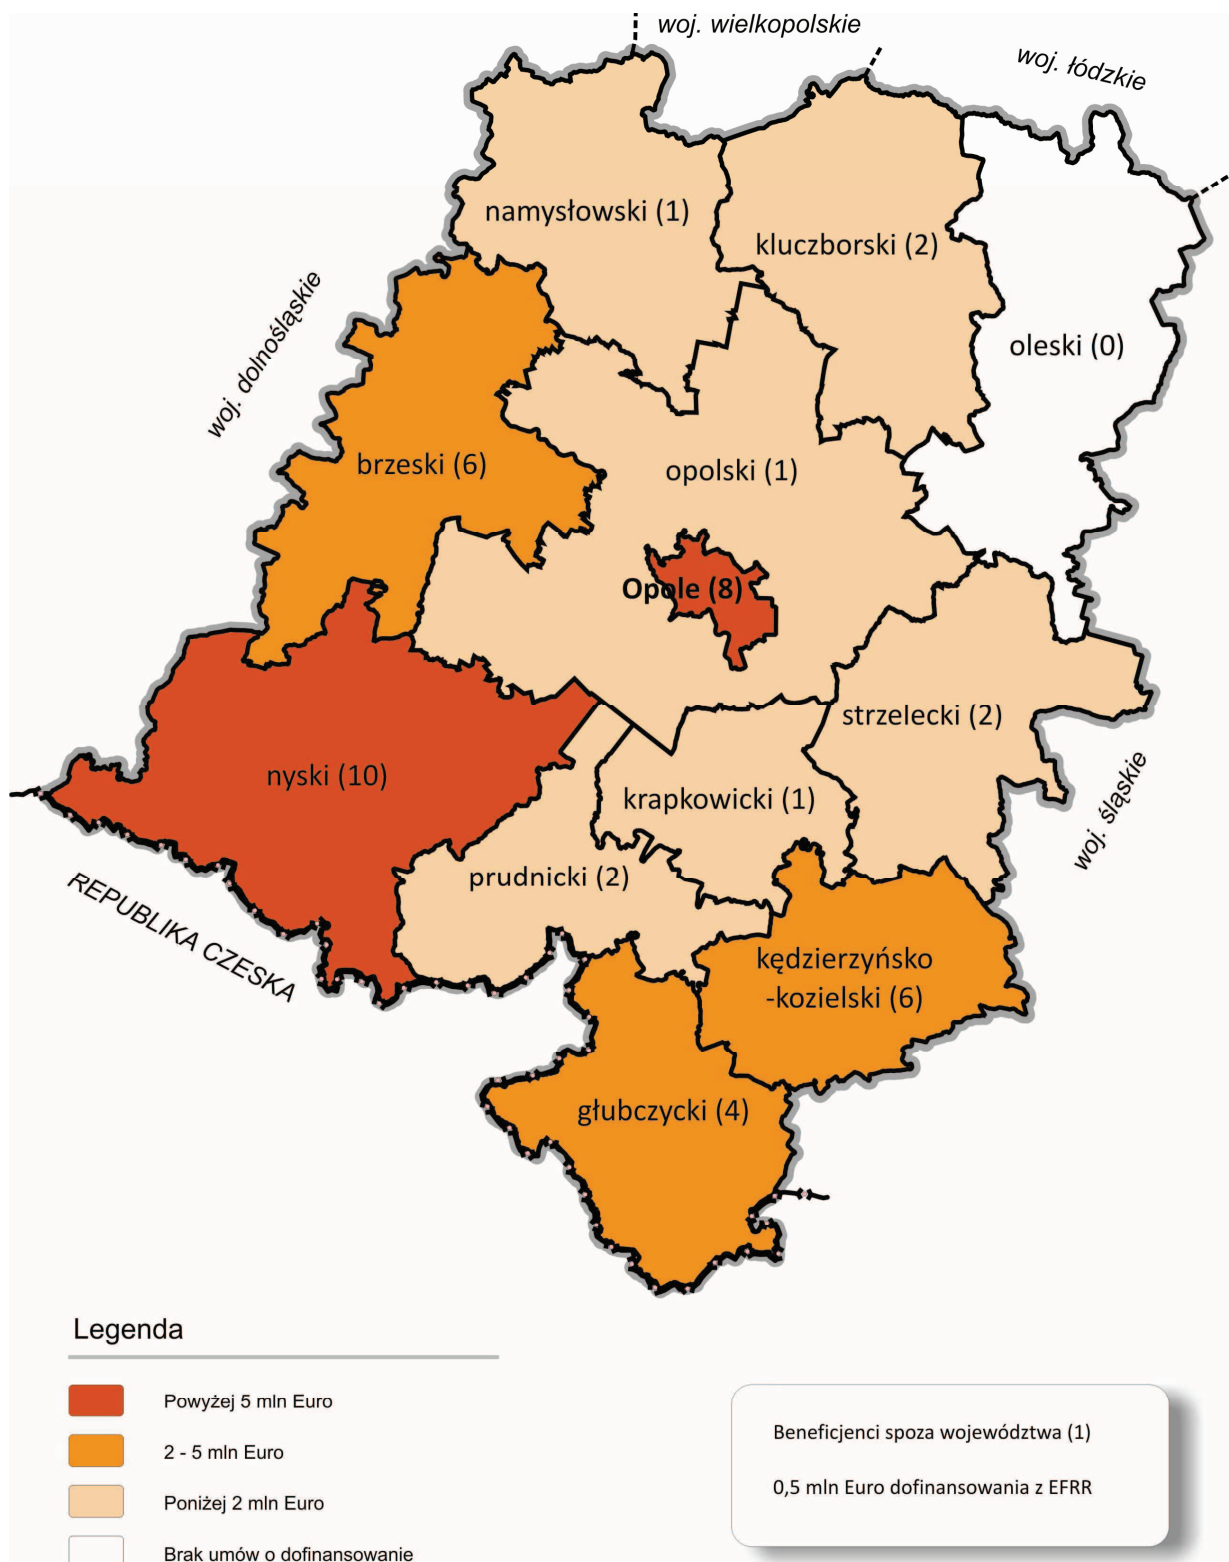 woj. wielkopolskie
woj. łódzkie
namysłowski (1)
kluczborski (2)
woj. dolnośląskie
oleski (0)
brzeski (6)
opolski (1)
Opole (8)
strzelecki (2)
nyski (10)
krapkowicki (1)
woj. śląskie
prudnicki (2)
REPUBLIKA CZESKA
kędzierzyńsko
-kozielski (6)
głubczycki (4)
Legenda
Powyżej 5 mln Euro
2 - 5 mln Euro
Poniżej 2 mln Euro
Brak umów o dofinansowanie
Beneficjenci spoza województwa (1)
0,5 mln Euro dofinansowania z EFRR